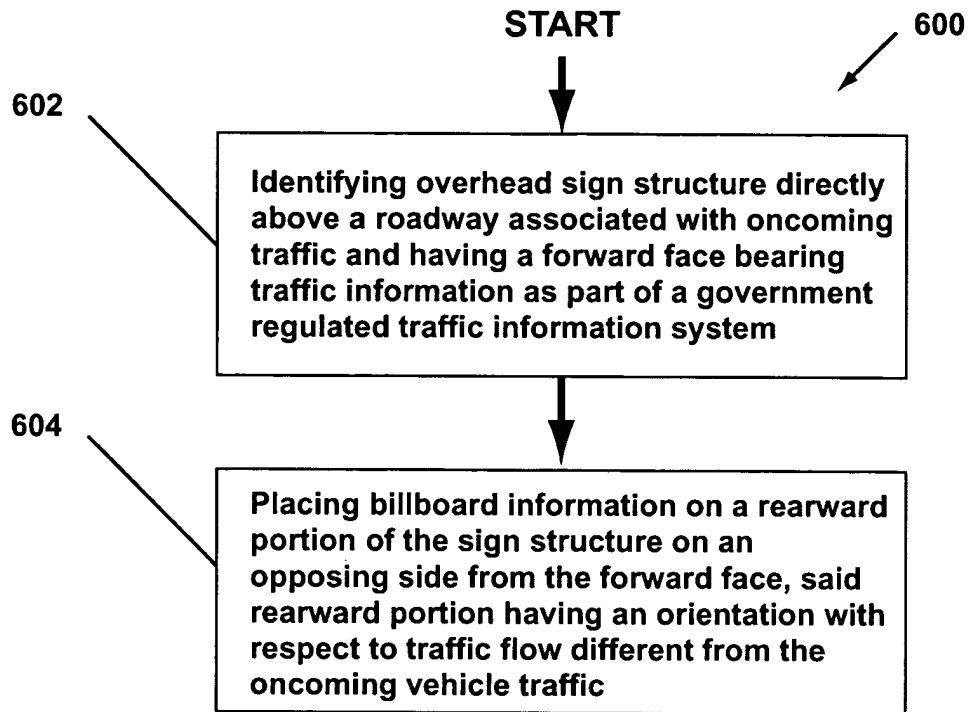 START
600
602
Identifying overhead sign structure directly
above a roadway associated with oncoming
traffic and having a forward face bearing
traffic information as part of a government
regulated traffic information system
604
Placing billboard information on a rearward
portion of the sign structure on an
opposing side from the forward face, said
rearward portion having an orientation with
respect to traffic flow different from the
oncoming vehicle traffic